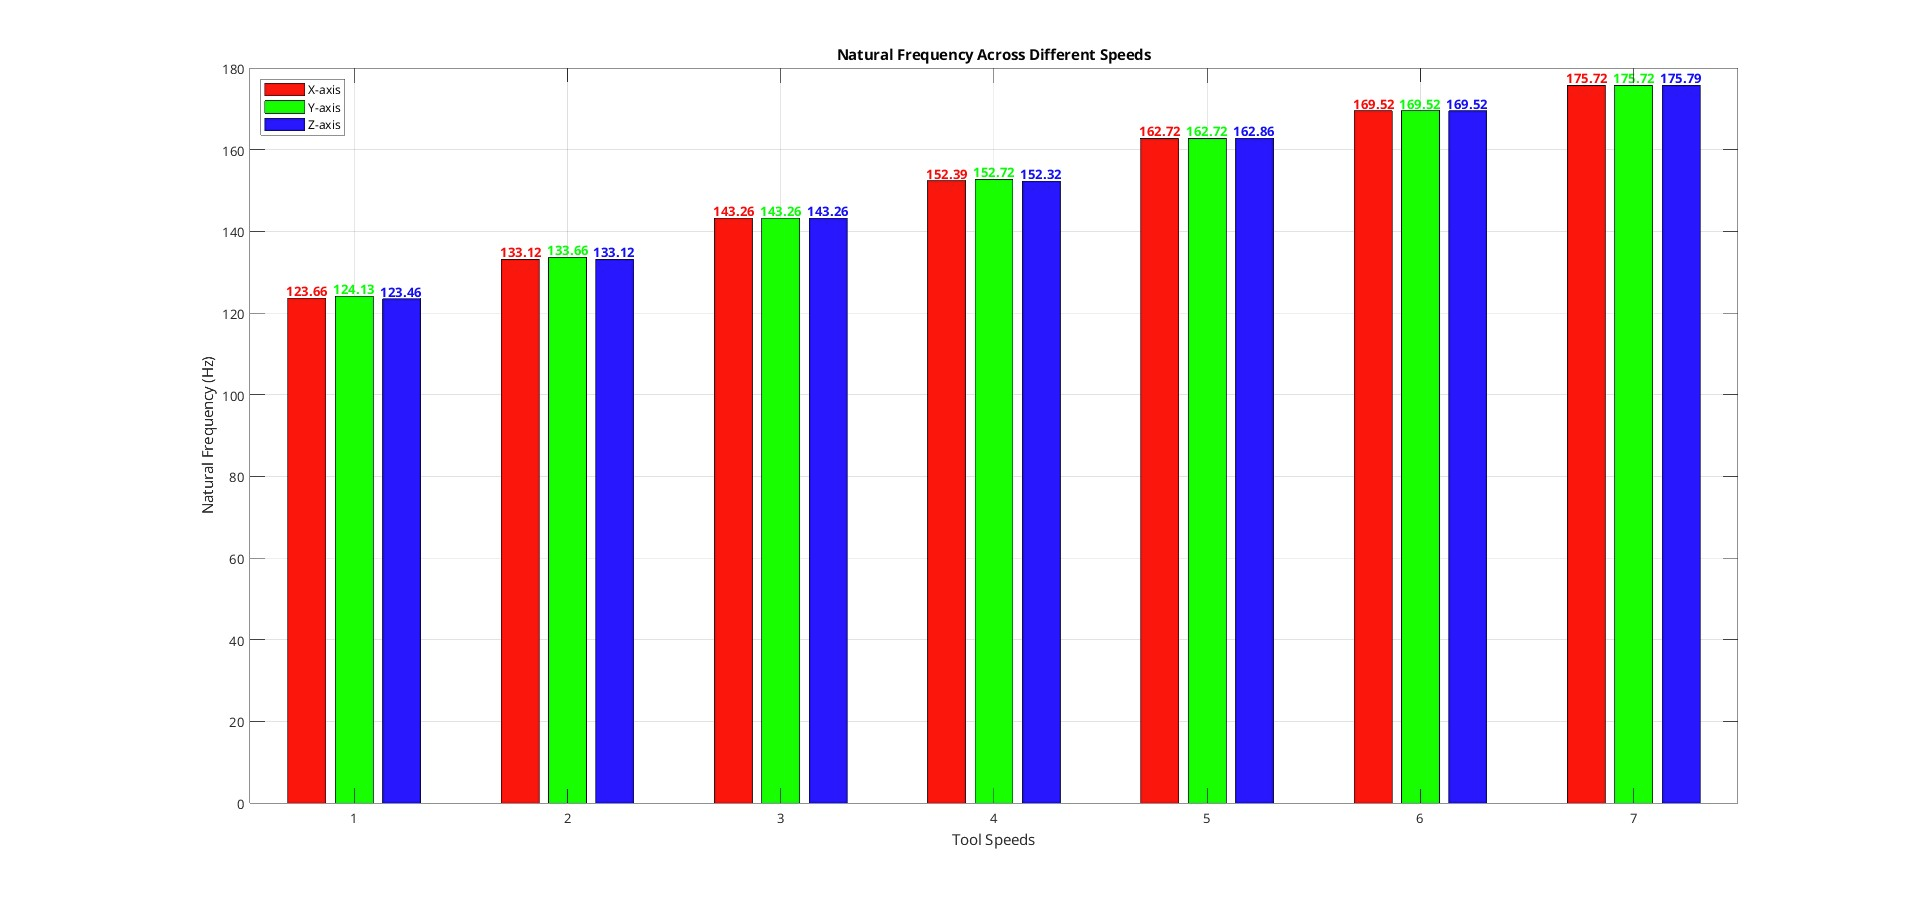 Natural Frequency Across Different Speeds
X-axis
Y-axis
Z-axis
180
160
140
120
100
80
60
40
20
0
Natural Frequency (Hz)
123.66 124.13 123.46
133.12 133.66 133.12
143.26 143.26 143.26
152.39 152.72 152.32
162.72 162.72 162.86
169.52 169.52 169.52
175.72 175.72 175.79
1 2 3 4 5 6 7
Tool Speeds